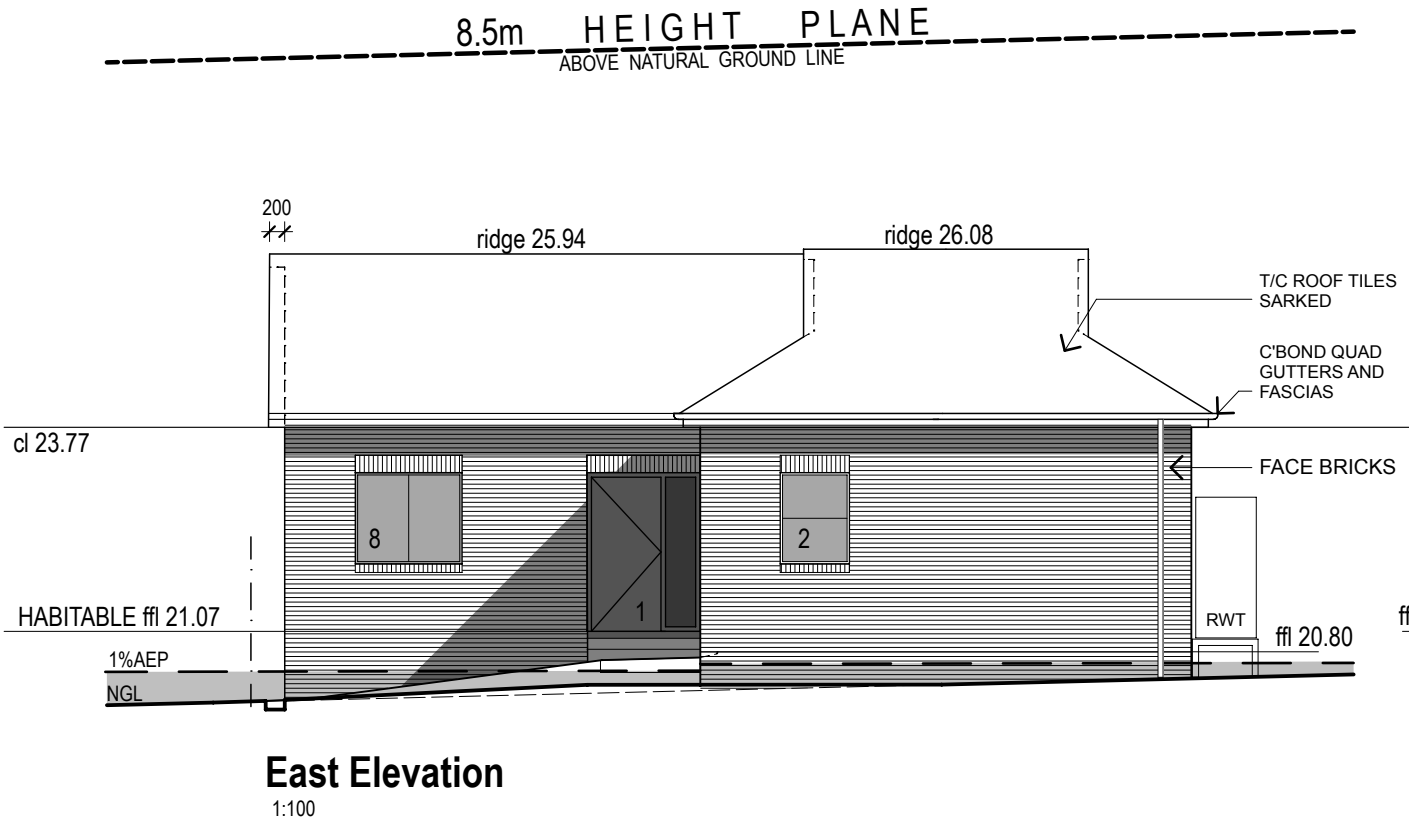 8.5m HEIGHT PLANE
ABOVE NATURAL GROUND LINE
200
ridge 25.94
ridge 26.08
T/C ROOF TILES
SARKED
C'BOND QUAD
GUTTERS AND
FASCIAS
cl 23.77
FACE BRICKS
8
2
1
HABITABLE ffl 21.07
RWT
ffl 20.80
1%AEP
NGL
East Elevation
1:100